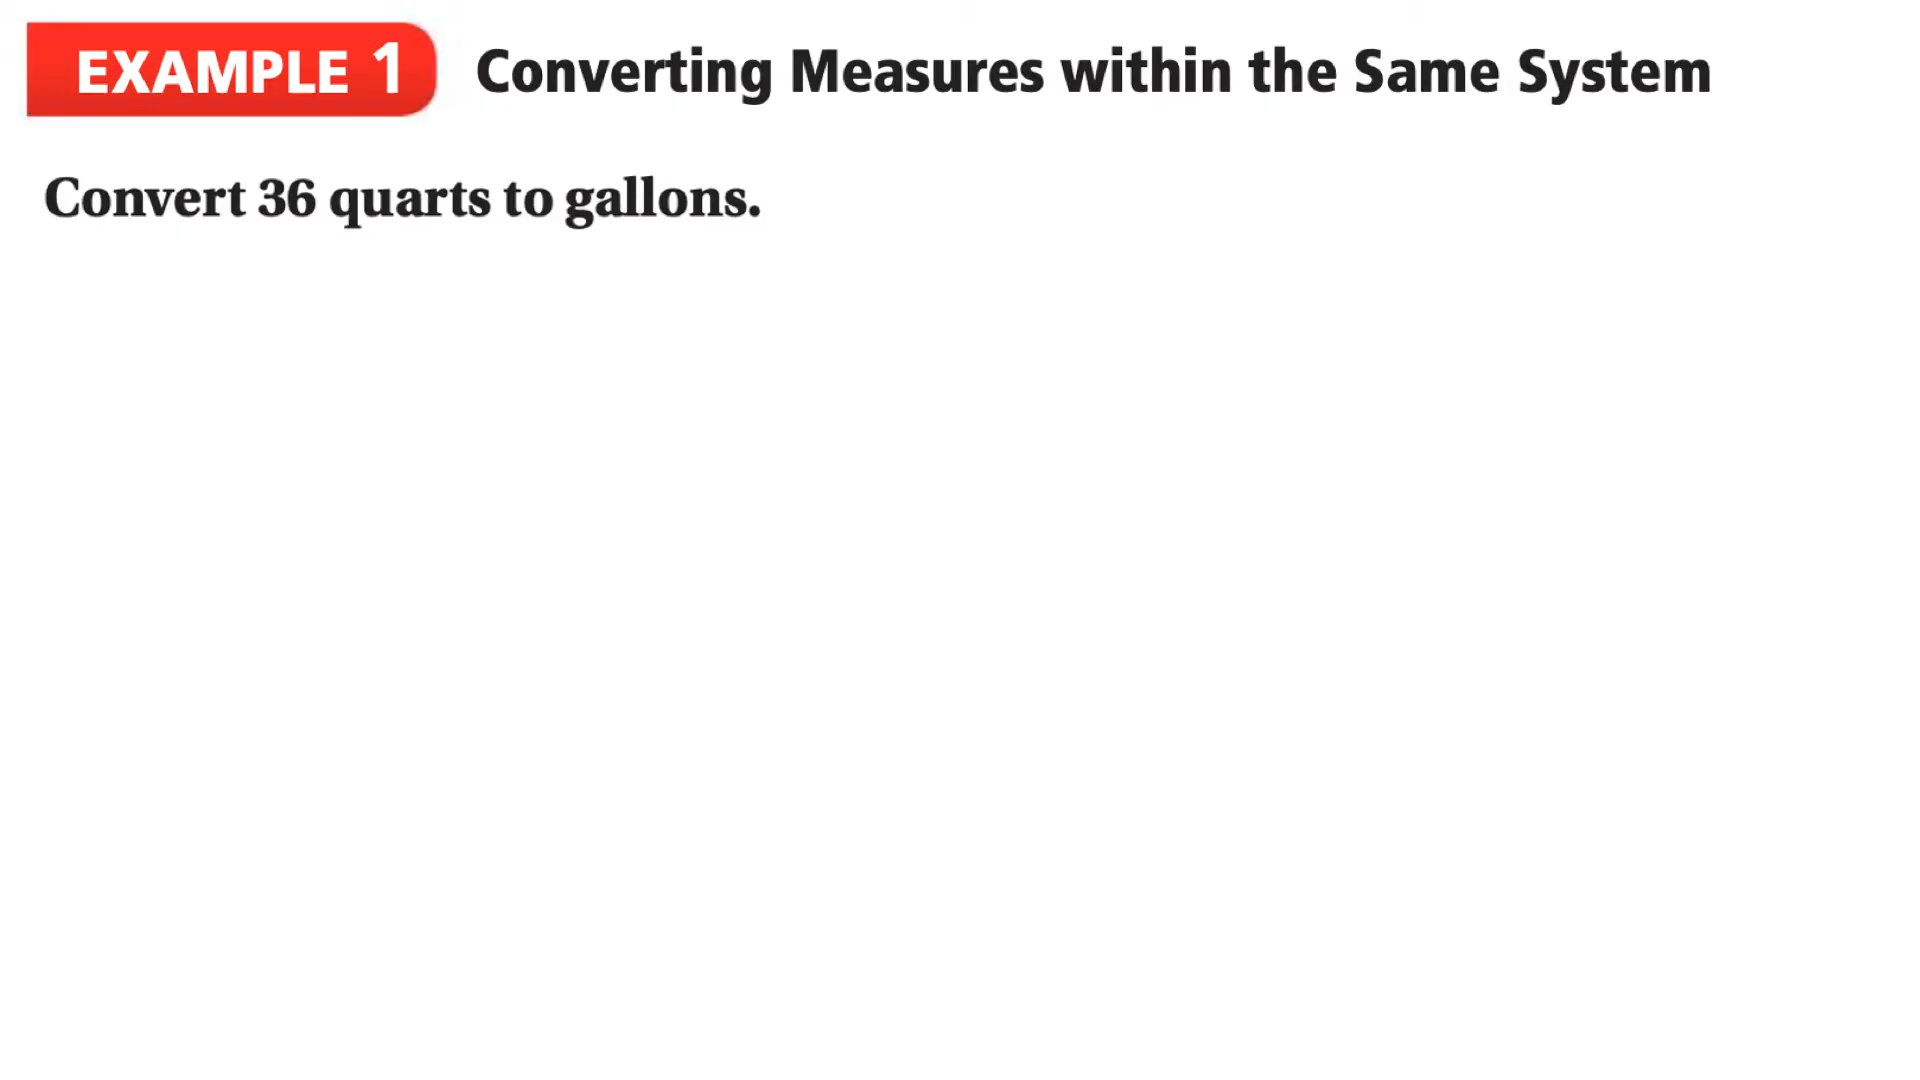 EXAMPLE 1 Converting Measures within the Same System
Convert 36 quarts to gallons.